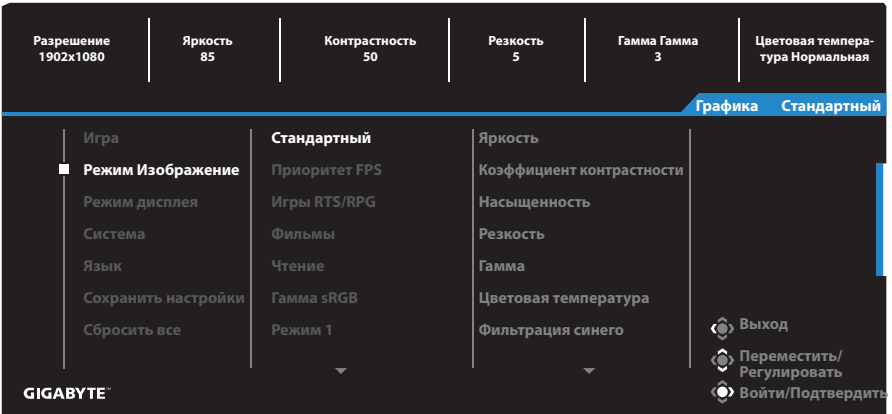 Разрешение
1902x1080
Яркость
85
Контрастность
50
Резкость
5
Гамма Гамма
3
Цветовая темпера-
тура Нормальная
Графика Стандартный
Игра
Режим Изображение
Режим дисплея
Система
Язык
Сохранить настройки
Сбросить все
Стандартный
Приоритет FPS
Игры RTS/RPG
Фильмы
Чтение
Гамма sRGB
Режим 1
Яркость
Коэффициент контрастности
Насыщенность
Резкость
Гамма
Цветовая температура
Фильтрация синего
Выход
Переместить/
Регулировать
Войти/Подтвердить
GIGABYTE™